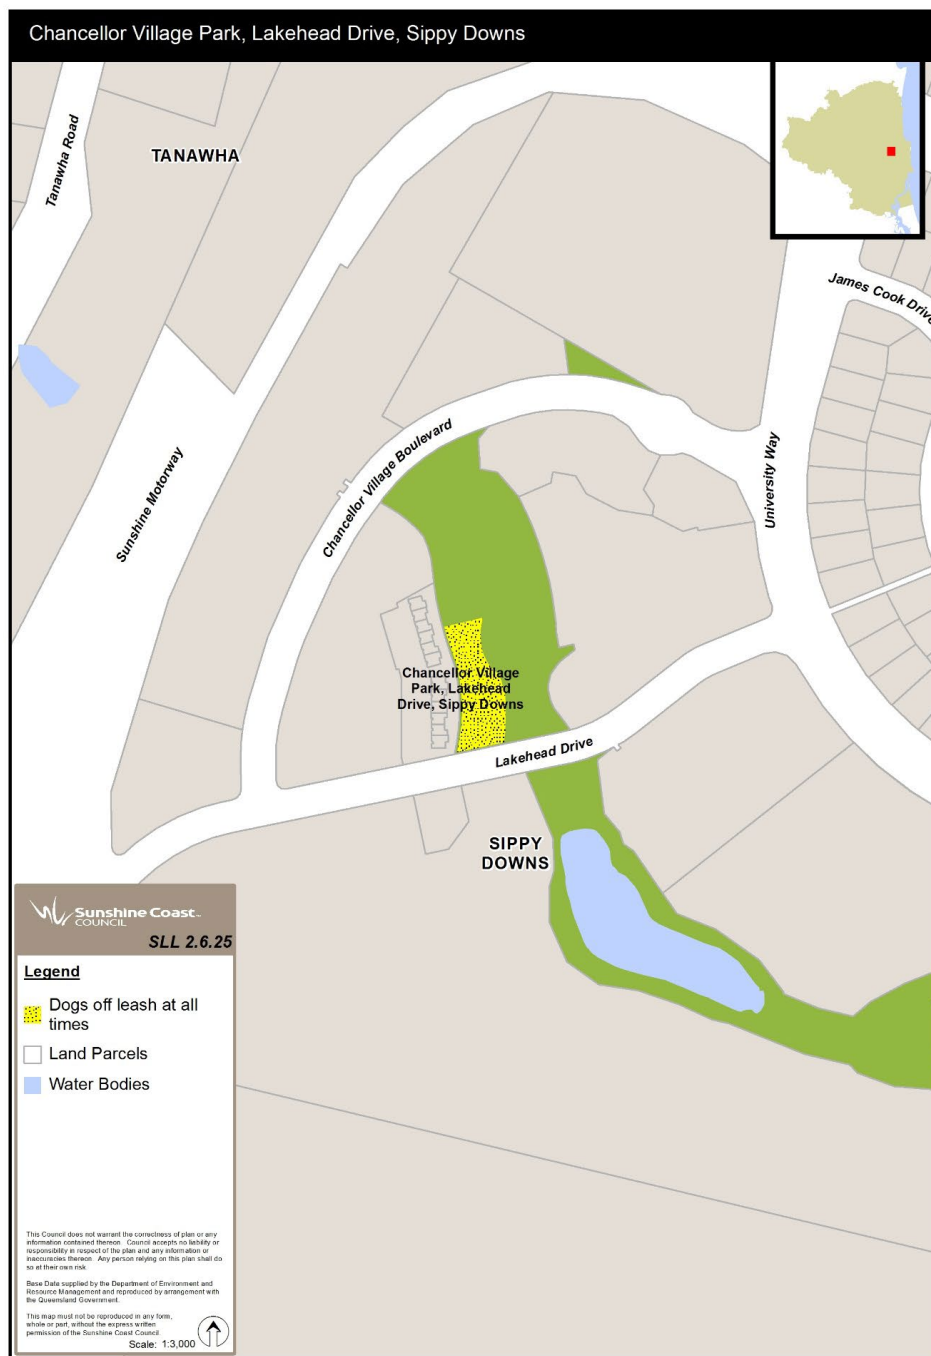 Chancellor Village Park, Lakehead Drive, Sippy Downs
TANAWHA
Tanawha Road
James Cook Drive
Sunshine Motorway
Chancellor Village Boulevard
University Way
Chancellor Village
Park, Lakehead
Drive, Sippy Downs
Lakehead Drive
SIPPY
DOWNS
Sunshine Coast™
COUNCIL
SLL 2.6.25
Legend
Dogs off leash at all
times
Land Parcels
Water Bodies
This Council does not warrant the correctness of plan or any
information contained thereon. Council accepts no liability or
responsibility in respect of the plan and any information or
inaccuracies thereon. Any person relying on this plan shall do
so at their own risk.
Base Data supplied by the Department of Environment and
Resource Management and reproduced by arrangement with
the Queensland Government.
This map must not be reproduced in any form,
whole or part, without the express written
permission of the Sunshine Coast Council
Scale: 1:3,000